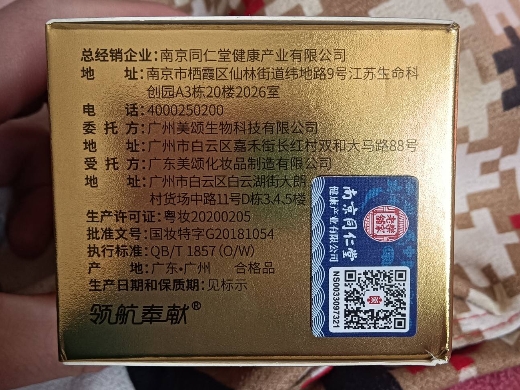 总经销企业：南京同仁堂健康产业有限公司
地　　址：南京市栖霞区仙林街道纬地路9号江苏生命科
创园A3栋20楼2026室
电　　话：4000250200
委 托 方：广州美颂生物科技有限公司
地　　址：广州市白云区嘉禾街长红村双和大马路88号
受 托 方：广东美颂化妆品制造有限公司
地　　址：广州市白云区白云湖街大朗
村货场中路11号D栋3.4.5楼
生产许可证：粤妆20200205
批准文号：国妆特字G20181054
执行标准：QB/T 1857(O/W)
产　　地：广东·广州　合格品
生产日期和保质期：见标示
领航奉献®
南京同仁堂
健康产业有限公司
NS0033097321